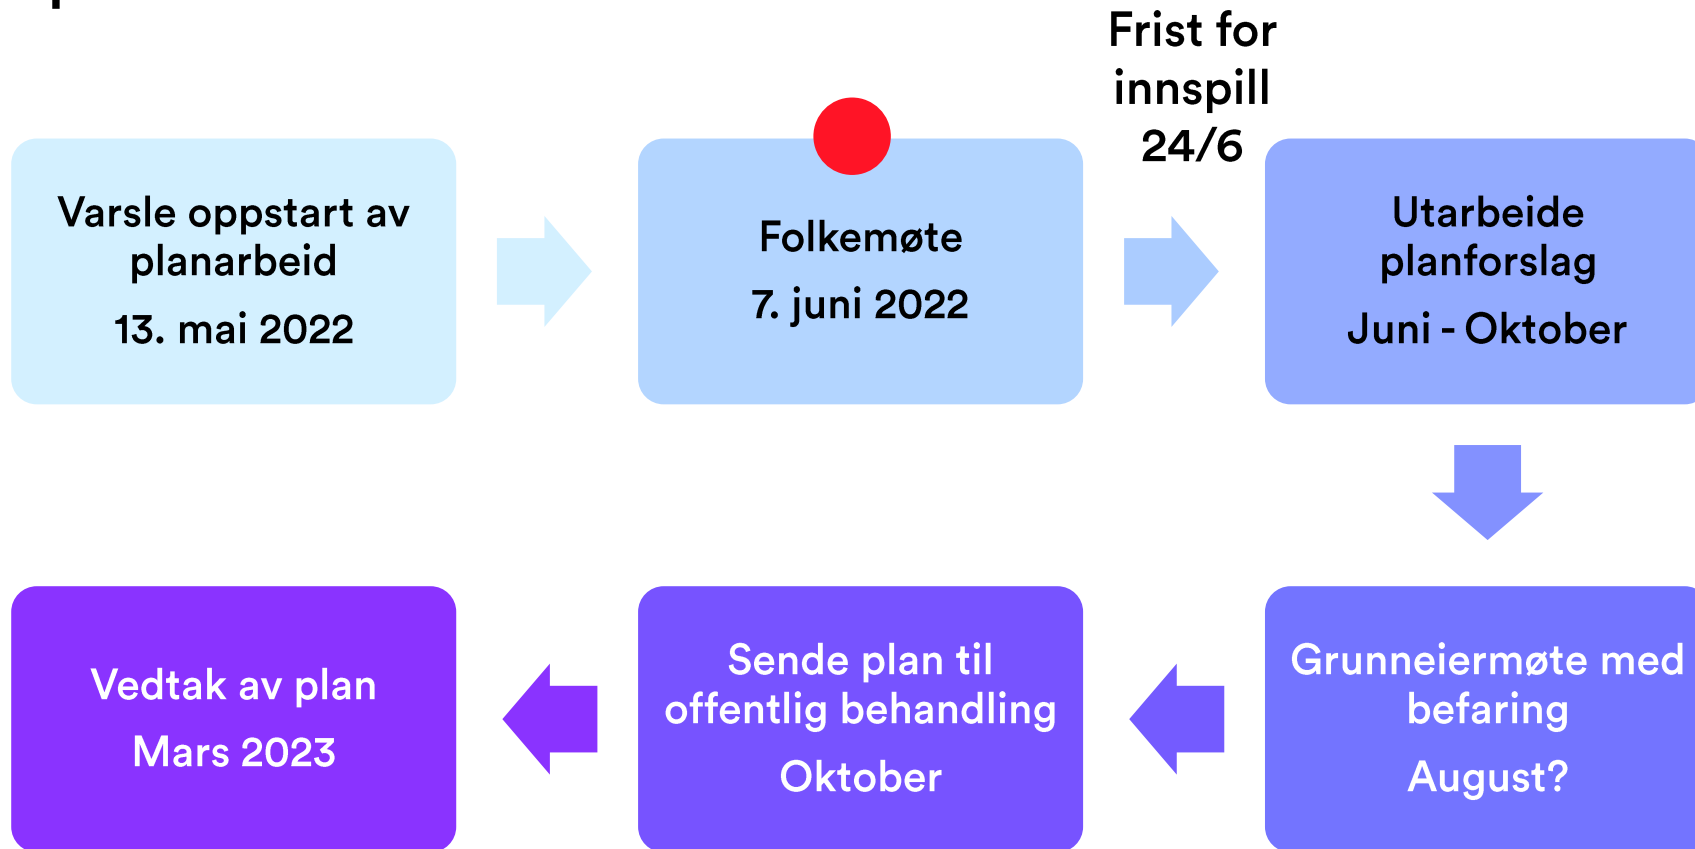 Frist for
innspill
24/6
Varsle oppstart av
planarbeid
13. mai 2022
Folkemøte
7. juni 2022
Utarbeide
planforslag
Juni - Oktober
Grunneiermøte med
befaring
August?
Sende plan til
offentlig behandling
Oktober
Vedtak av plan
Mars 2023